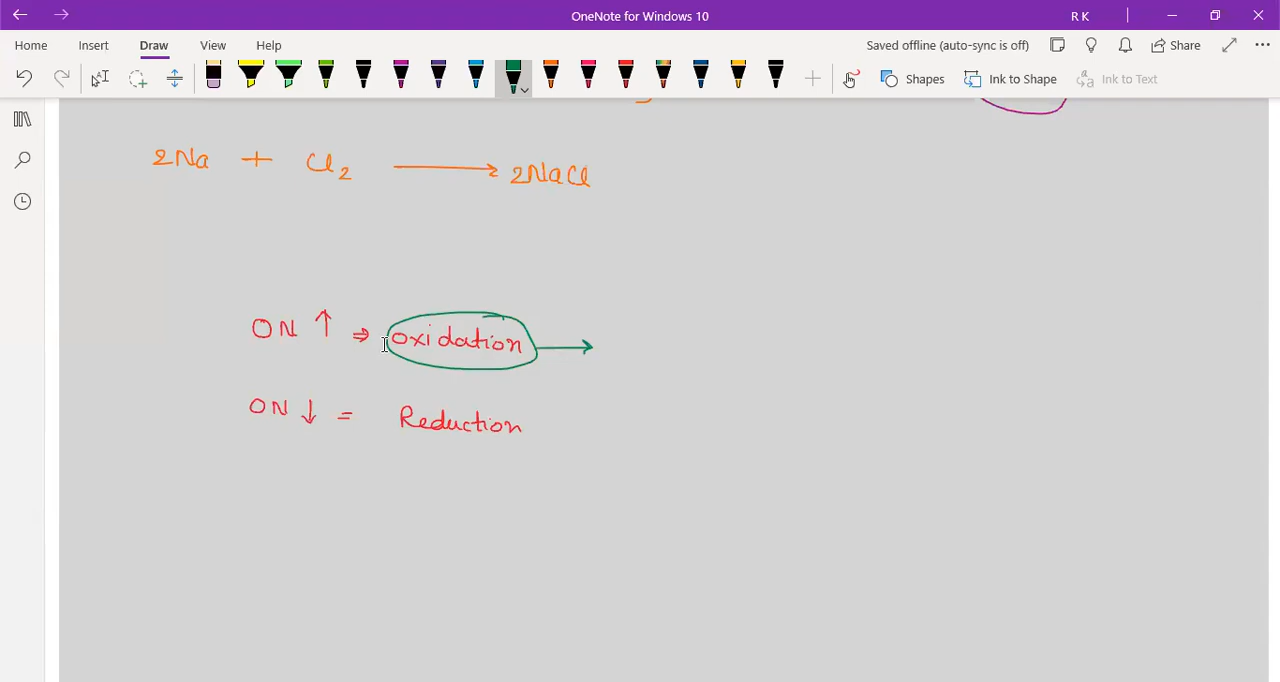 OneNote for Windows 10
R K
Home Insert Draw View Help
Saved offline (auto-sync is off)
Share
Shapes
Ink to Shape
Ink to Text
2Na + Cl2 → 2NaCl
ON ↑ ⇒ oxidation →
ON ↓ = Reduction